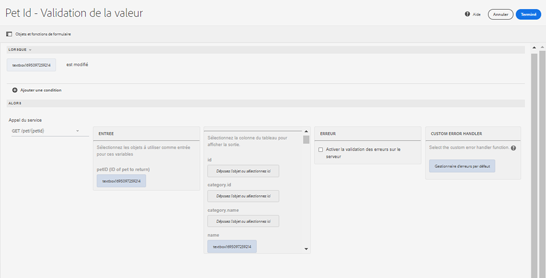 Pet Id - Validation de la valeur
Aide
Annuler
Terminé
Objets et fonctions de formulaire
LORSQUE
est modifié
Ajouter une condition
ALORS
Appel du service
GET /pet/{petId}
ENTRÉE
Sélectionnez les objets à utiliser comme entrée pour ces variables
petID (ID of pet to return)
Sélectionnez la colonne du tableau pour afficher la sortie.
id
Déposez l'objet ou sélectionnez ici
category.id
Déposez l'objet ou sélectionnez ici
category.name
Déposez l'objet ou sélectionnez ici
name
ERREUR
Activer la validation des erreurs sur le serveur
CUSTOM ERROR HANDLER
Select the custom error handler function
Gestionnaire d'erreurs par défaut